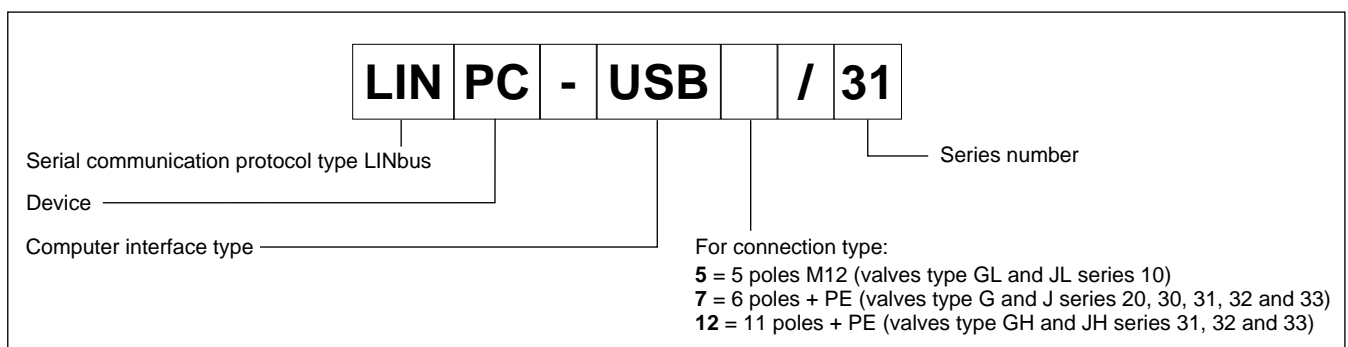 LIN PC - USB / 31
Serial communication protocol type LINbus
Series number
Device
Computer interface type
For connection type:
5 = 5 poles M12 (valves type GL and JL series 10)
7 = 6 poles + PE (valves type G and J series 20, 30, 31, 32 and 33)
12 = 11 poles + PE (valves type GH and JH series 31, 32 and 33)